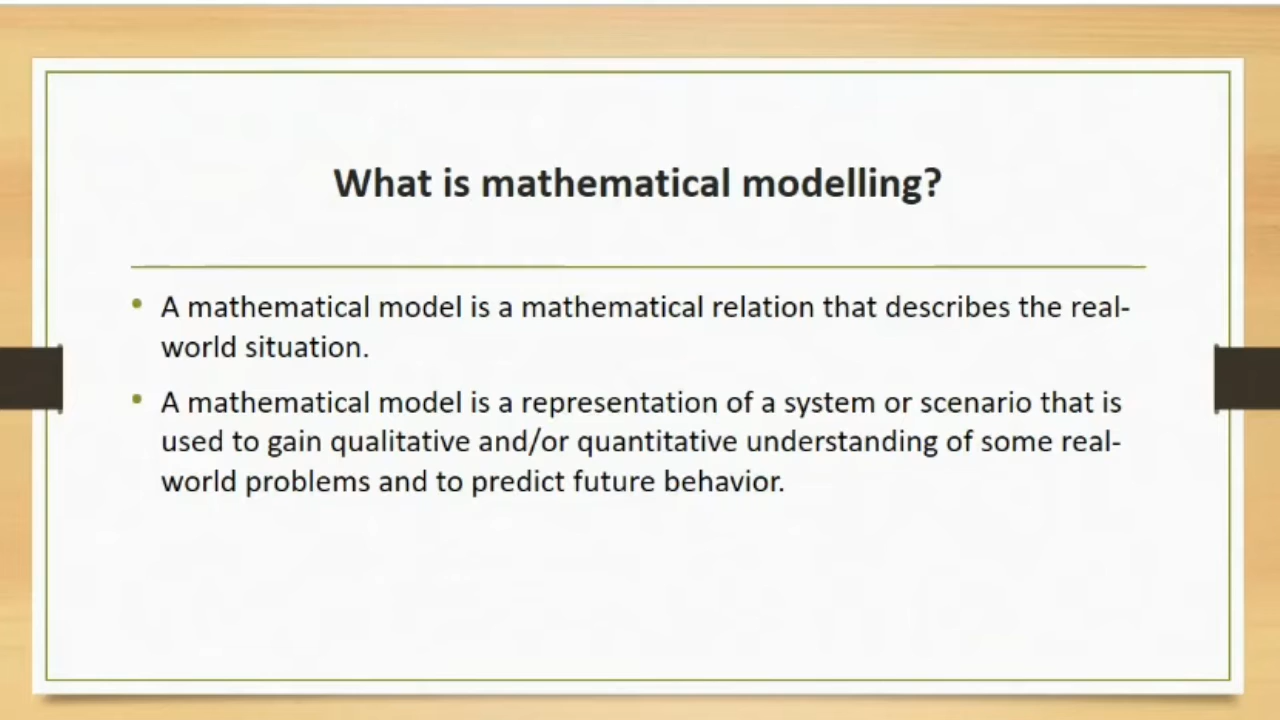 What is mathematical modelling?
• A mathematical model is a mathematical relation that describes the real-
world situation.
• A mathematical model is a representation of a system or scenario that is
used to gain qualitative and/or quantitative understanding of some real-
world problems and to predict future behavior.